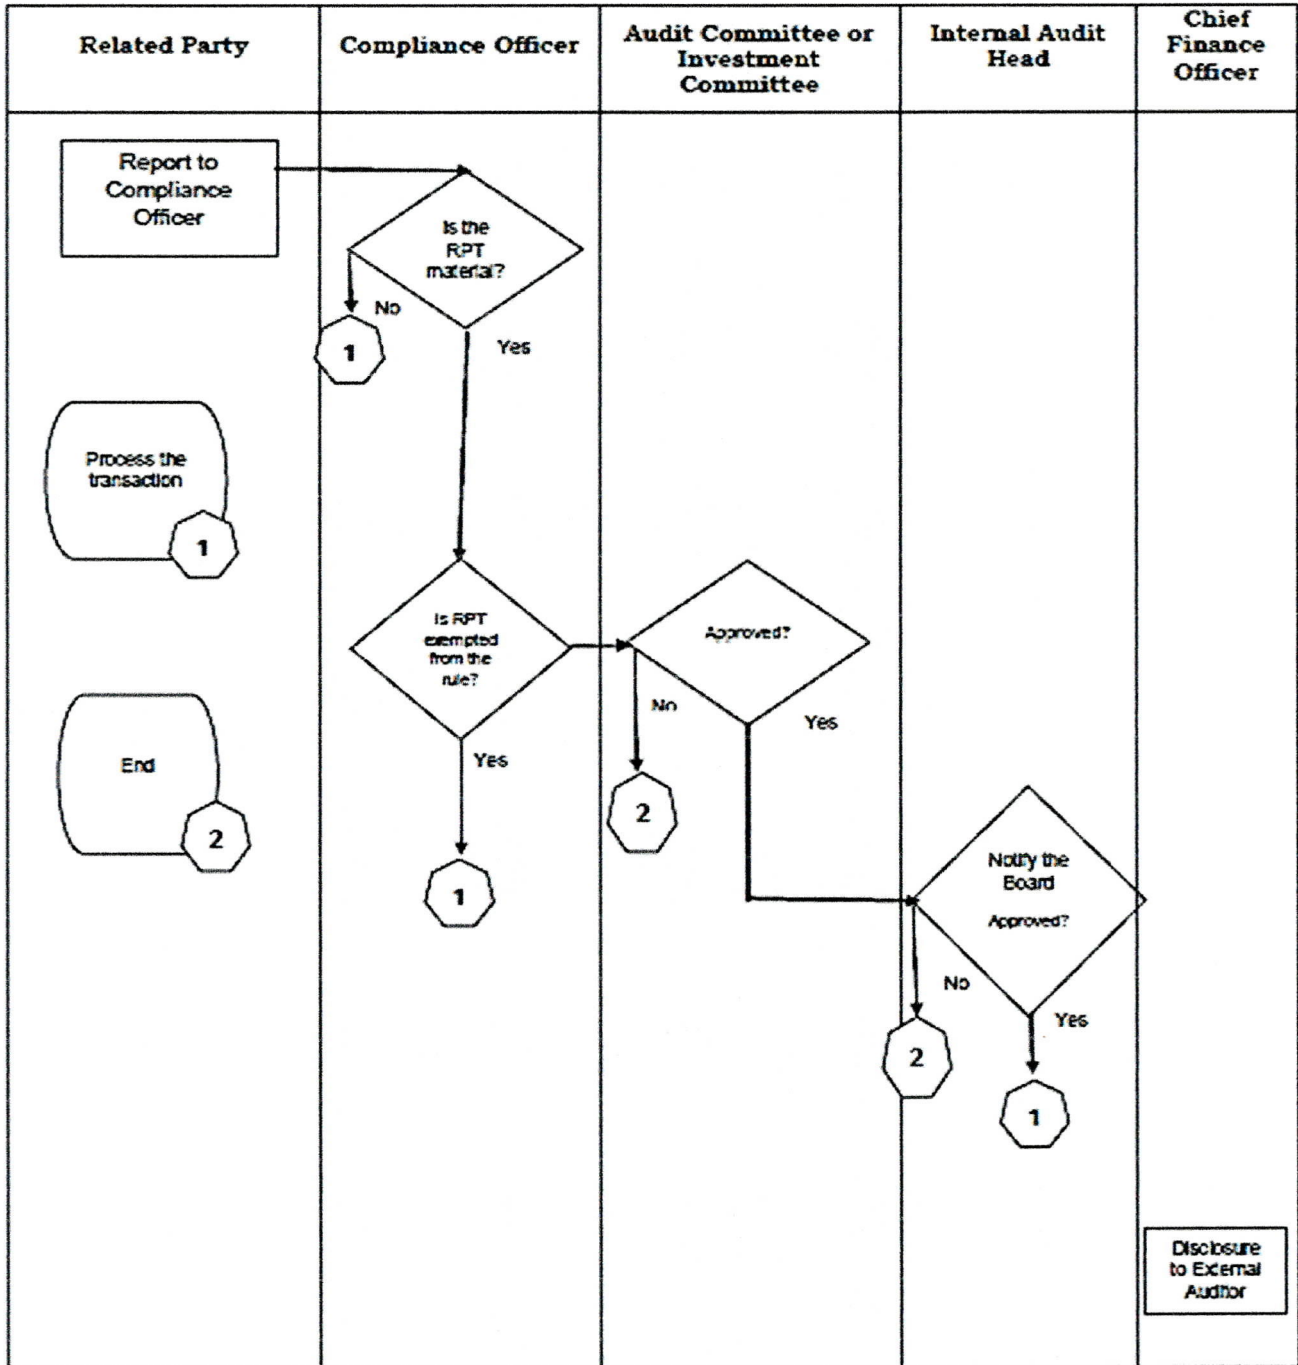 Related Party
Compliance Officer
Audit Committee or
Investment
Committee
Internal Audit
Head
Chief
Finance
Officer
Report to
Compliance
Officer
Is the
RPT
material?
No
1
Yes
Process the
transaction
1
Is RPT
exempted
from the
rule?
Yes
1
Approved?
No
Yes
2
End
2
Notify the
Board
Approved?
No
Yes
2
1
Disclosure
to External
Auditor